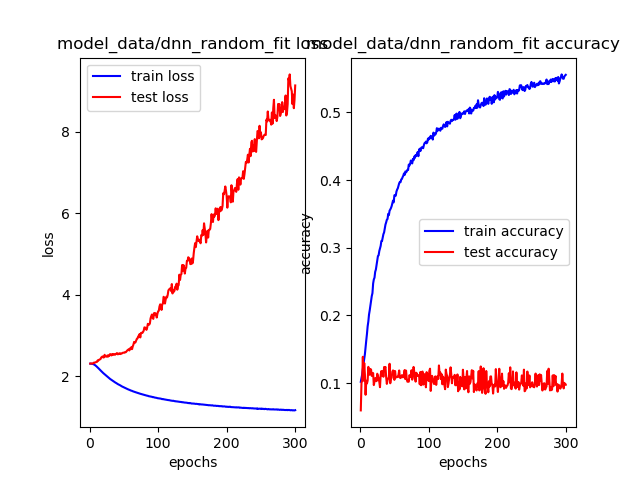 model_data/dnn_random_fit loss
model_data/dnn_random_fit accuracy
train loss
test loss
8
6
4
2
loss
0
100
200
300
epochs
0.5
0.4
0.3
0.2
0.1
accuracy
train accuracy
test accuracy
0
100
200
300
epochs